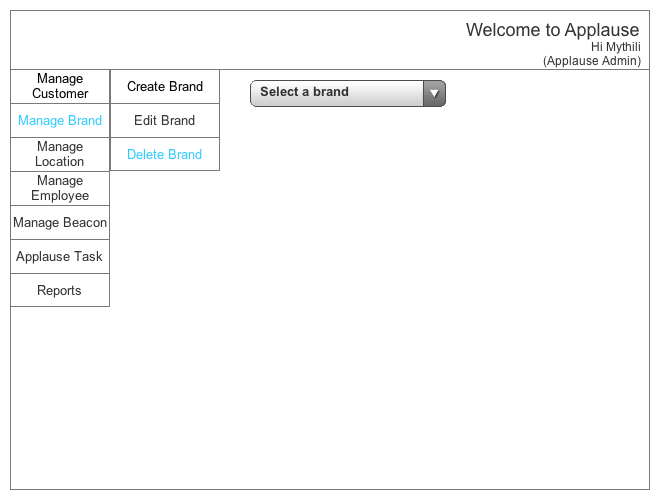 Welcome to Applause
Hi Mythili
(Applause Admin)
Manage
Customer
Manage Brand
Manage
Location
Manage
Employee
Manage Beacon
Applause Task
Reports
Create Brand
Edit Brand
Delete Brand
Select a brand